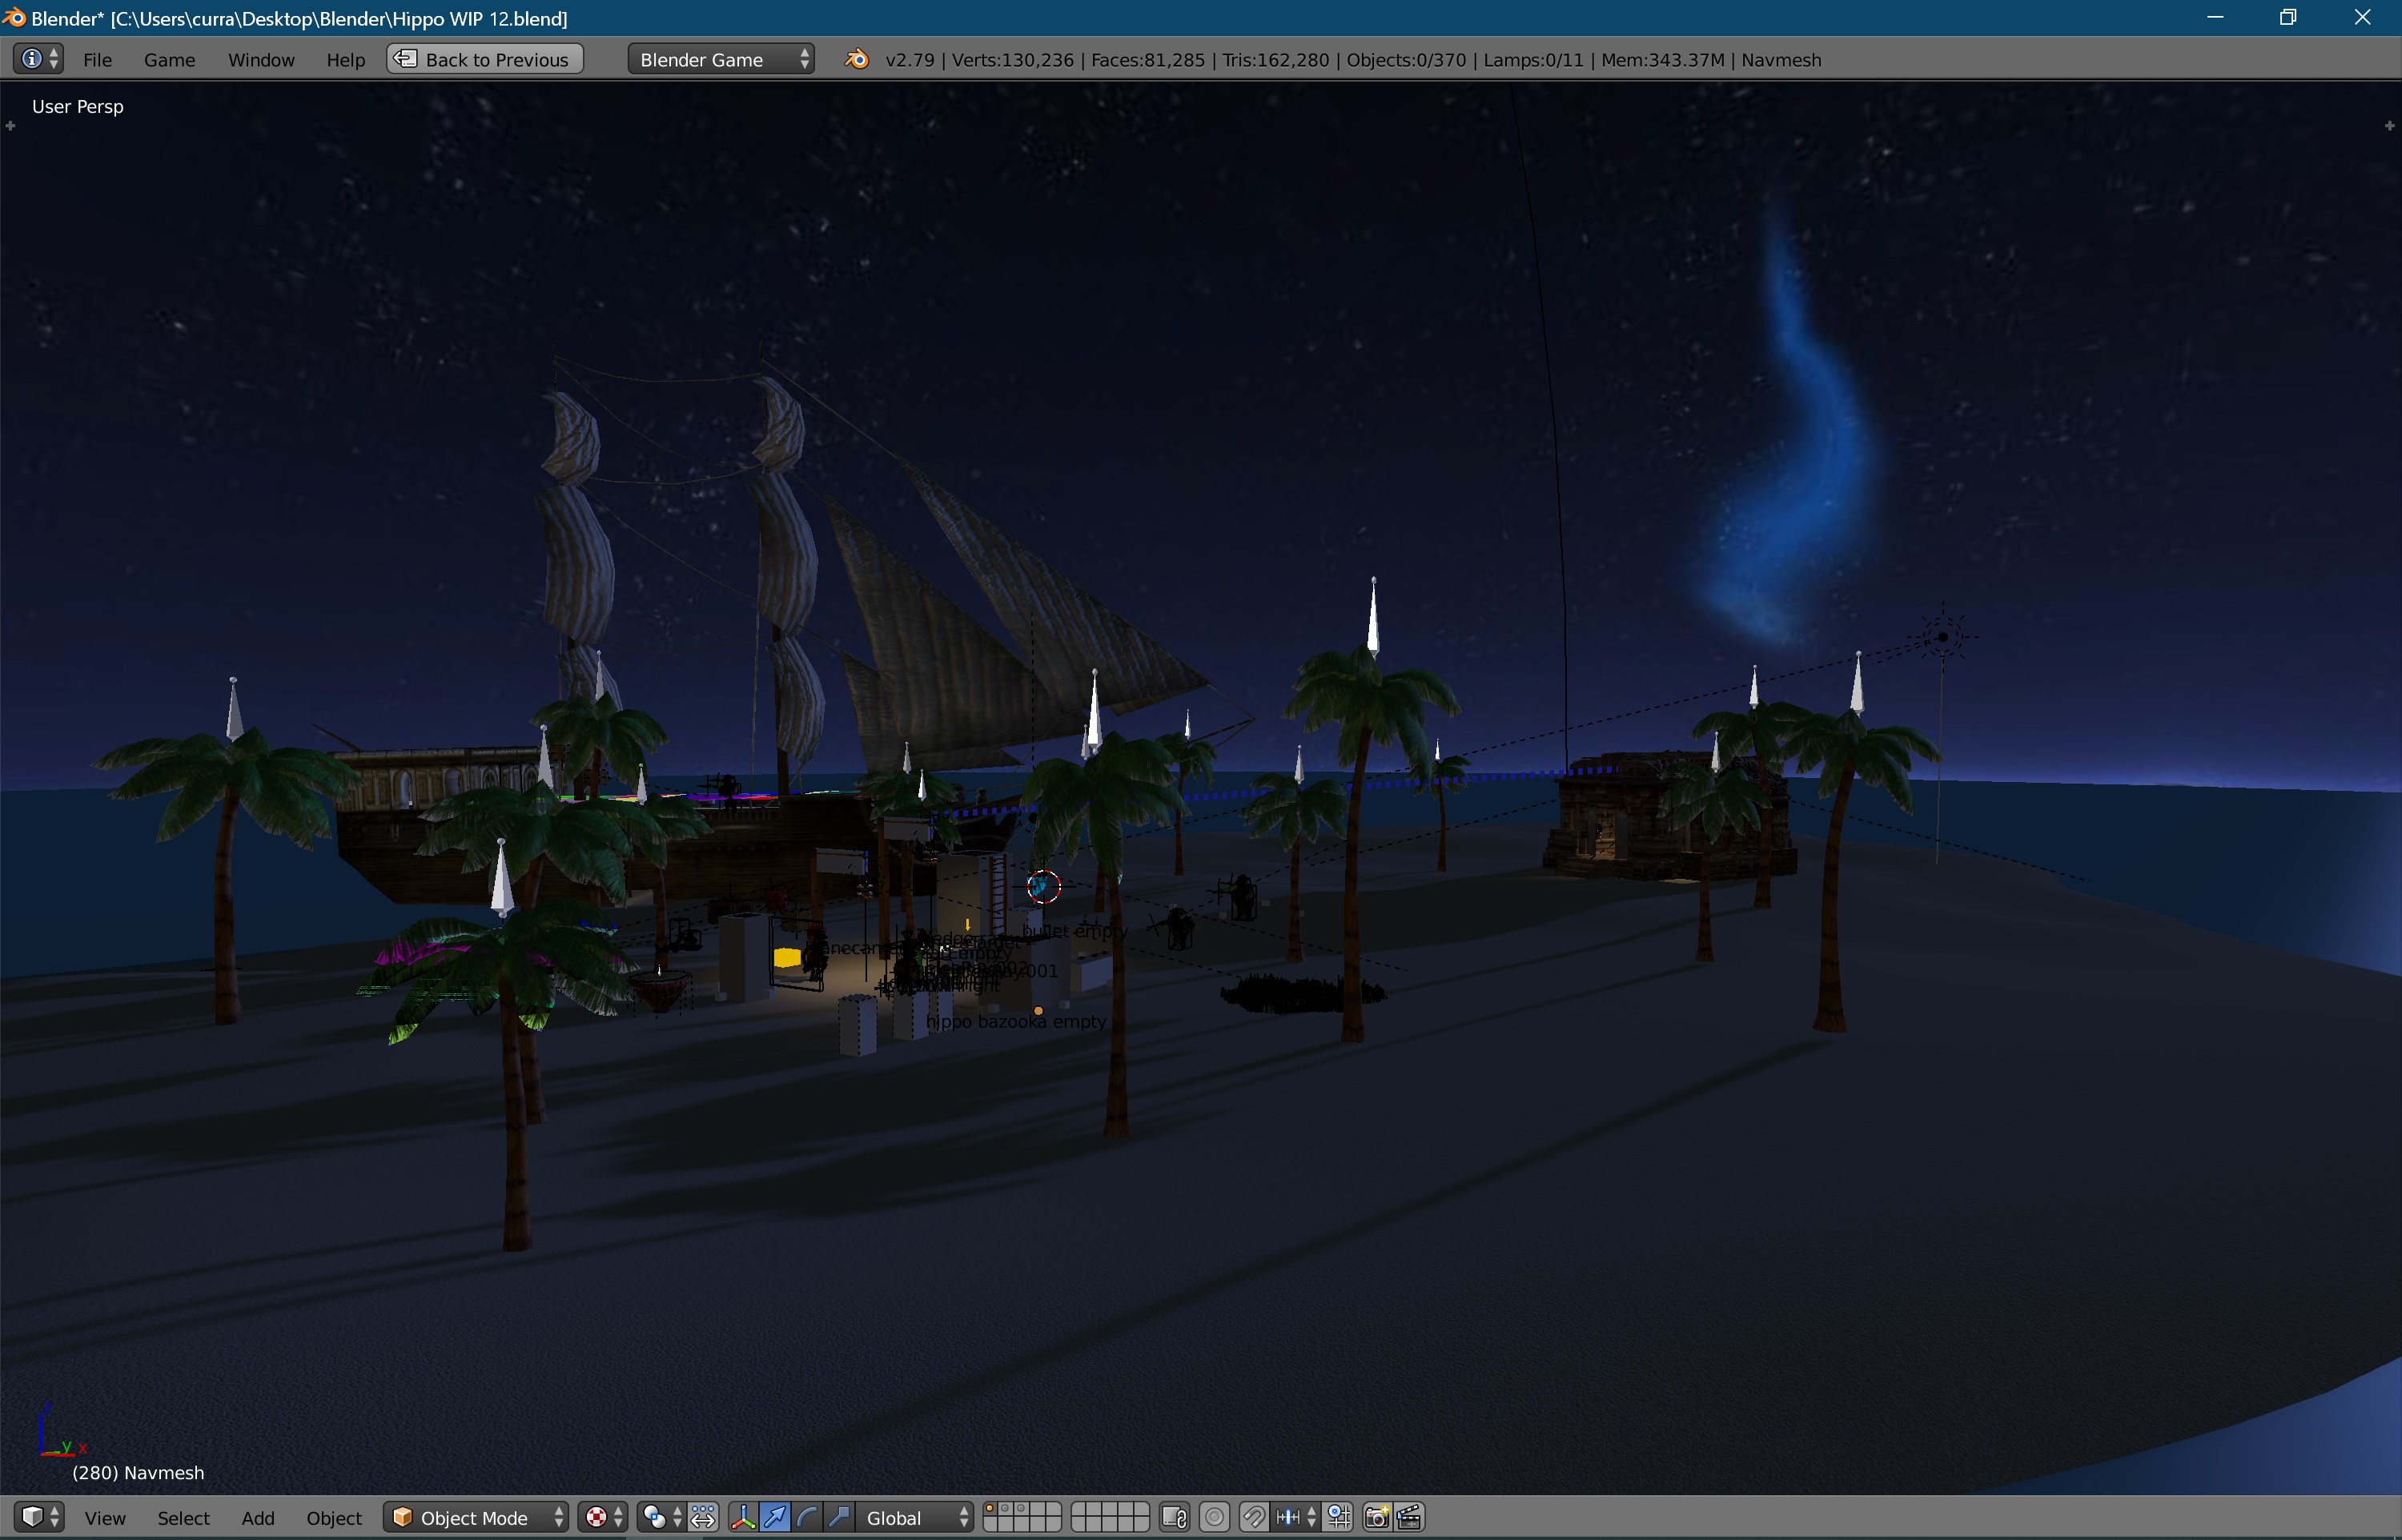 Blender* [C:\Users\curra\Desktop\Blender\Hippo WIP 12.blend]
File Game Window Help Back to Previous Blender Game v2.79 | Verts:130,236 | Faces:81,285 | Tris:162,280 | Objects:0/370 | Lamps:0/11 | Mem:343.37M | Navmesh
User Persp
bullet empty
hippo bazooka empty
z
y x
(280) Navmesh
View Select Add Object Object Mode Global